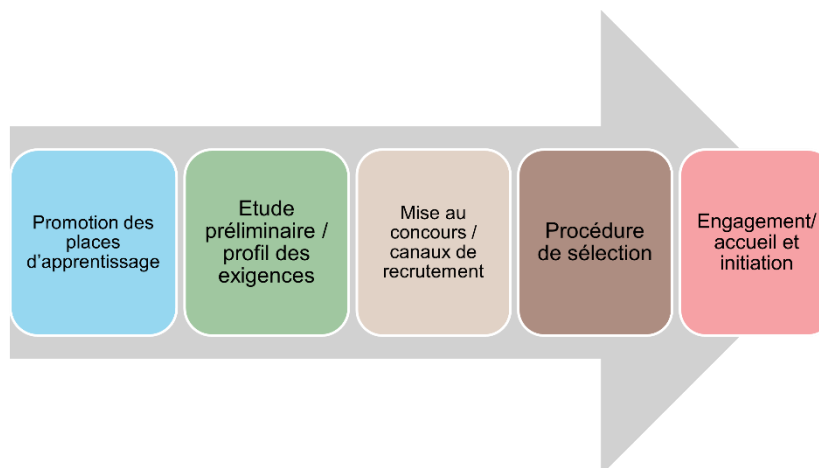 Promotion des
places
d'apprentissage
Etude
préliminaire /
profil des
exigences
Mise au
concours /
canaux de
recrutement
Procédure
de sélection
Engagement/
accueil et
initiation